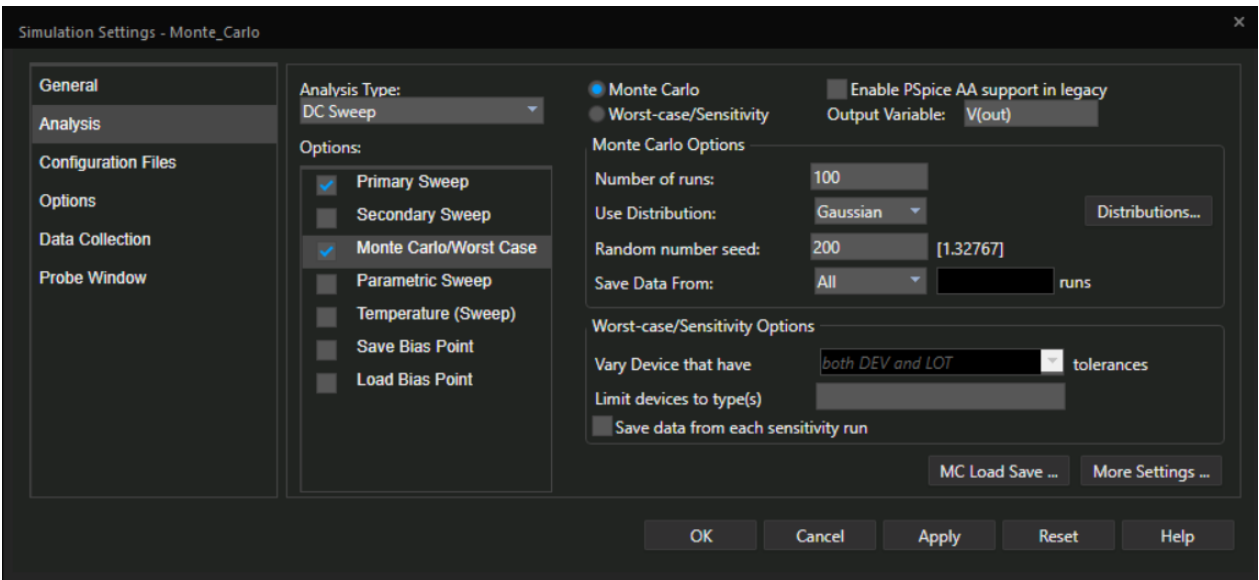 Simulation Settings - Monte_Carlo
×
General
Analysis
Configuration Files
Options
Data Collection
Probe Window
Analysis Type:
DC Sweep
Options:
Primary Sweep
Secondary Sweep
Monte Carlo/Worst Case
Parametric Sweep
Temperature (Sweep)
Save Bias Point
Load Bias Point
Monte Carlo
Worst-case/Sensitivity
Enable PSpice AA support in legacy
Output Variable: V(out)
Monte Carlo Options
Number of runs: 100
Use Distribution: Gaussian Distributions...
Random number seed: 200 [1.32767]
Save Data From: All runs
Worst-case/Sensitivity Options
Vary Device that have both DEV and LOT tolerances
Limit devices to type(s)
Save data from each sensitivity run
MC Load Save ... More Settings ...
OK Cancel Apply Reset Help